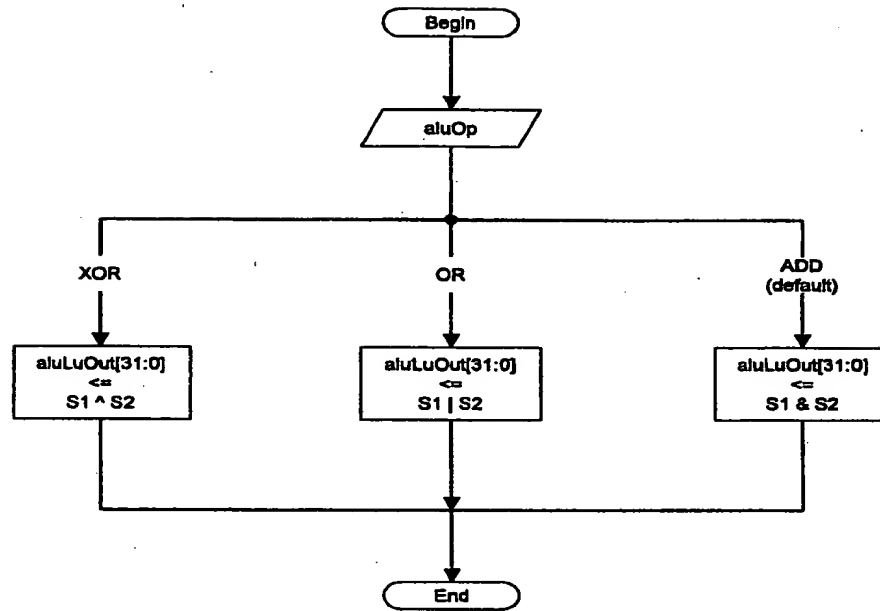 Begin
aluOp
XOR
OR
ADD
(default)
aluLuOut[31:0]
<=
S1 ^ S2
aluLuOut[31:0]
<=
S1 | S2
aluLuOut[31:0]
<=
S1 & S2
End